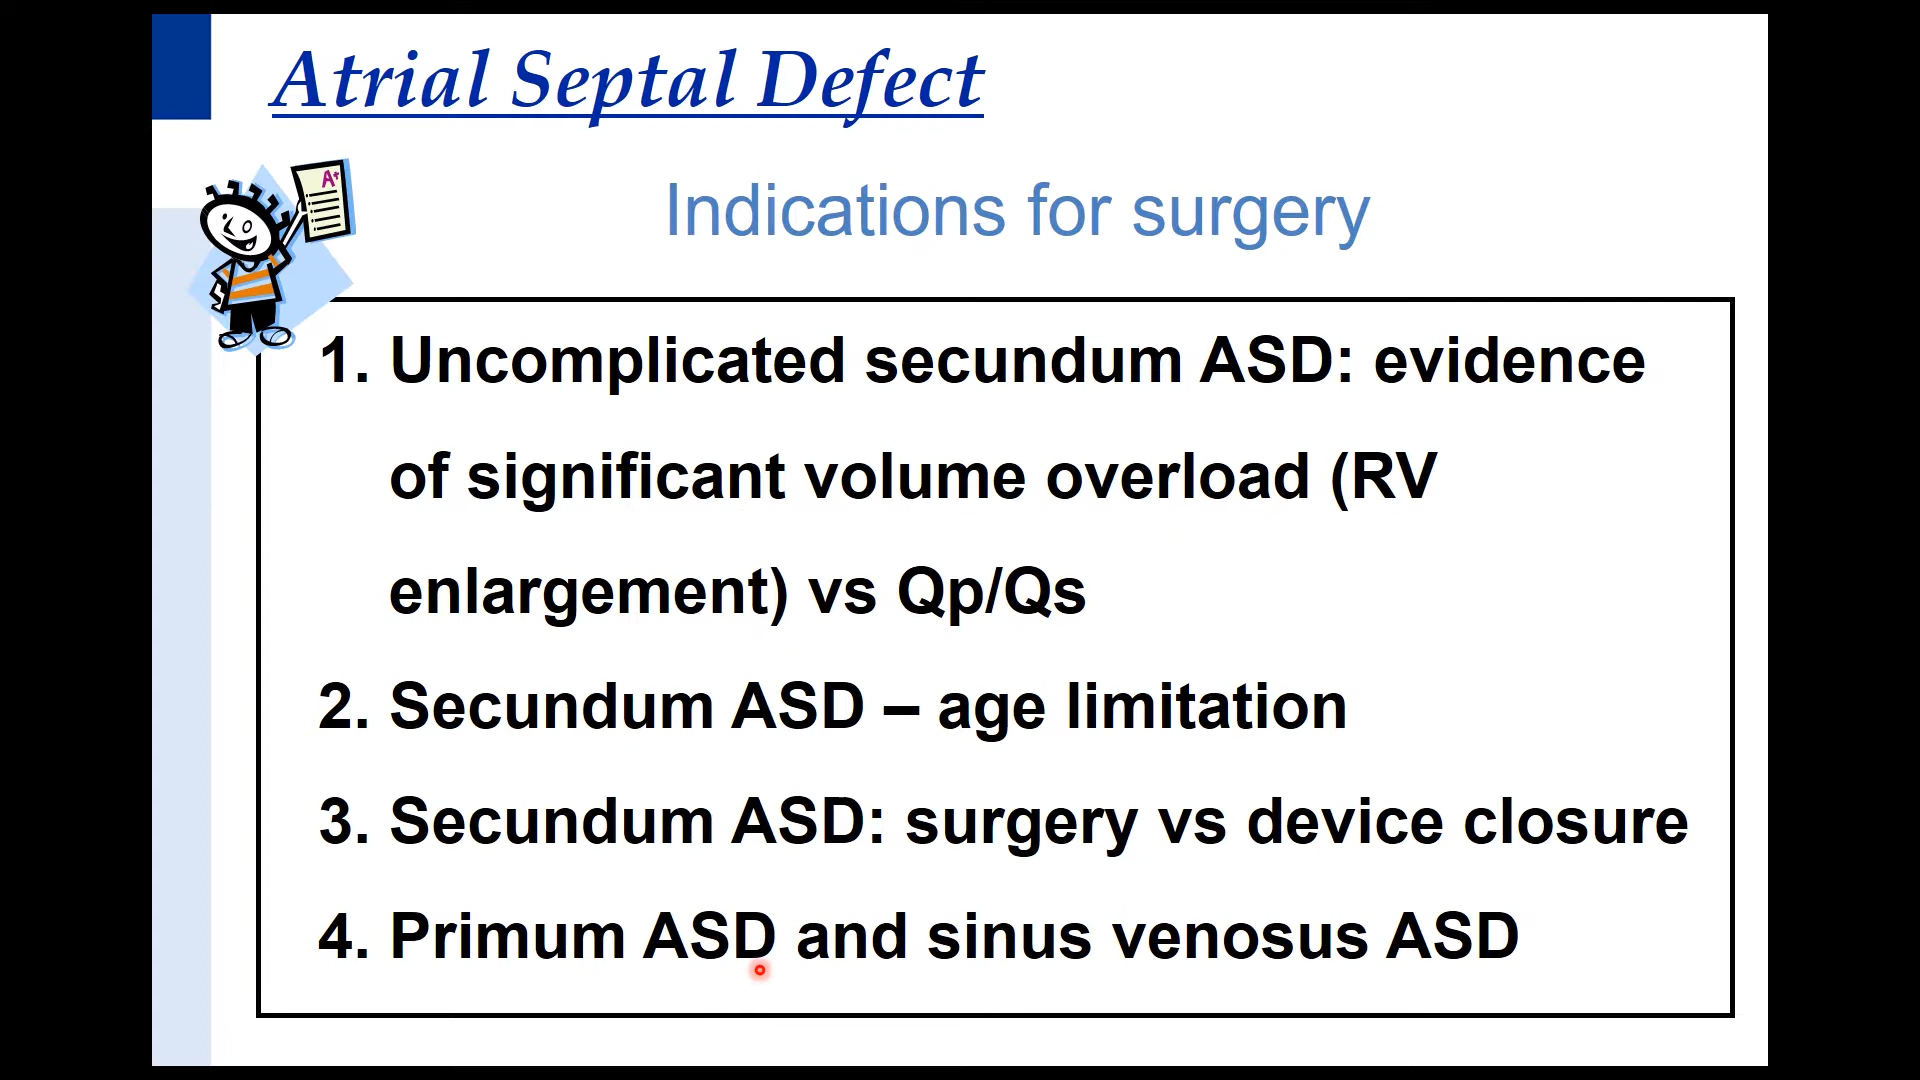 Atrial Septal Defect
A+
Indications for surgery
1. Uncomplicated secundum ASD: evidence
of significant volume overload (RV
enlargement) vs Qp/Qs
2. Secundum ASD – age limitation
3. Secundum ASD: surgery vs device closure
4. Primum ASD and sinus venosus ASD